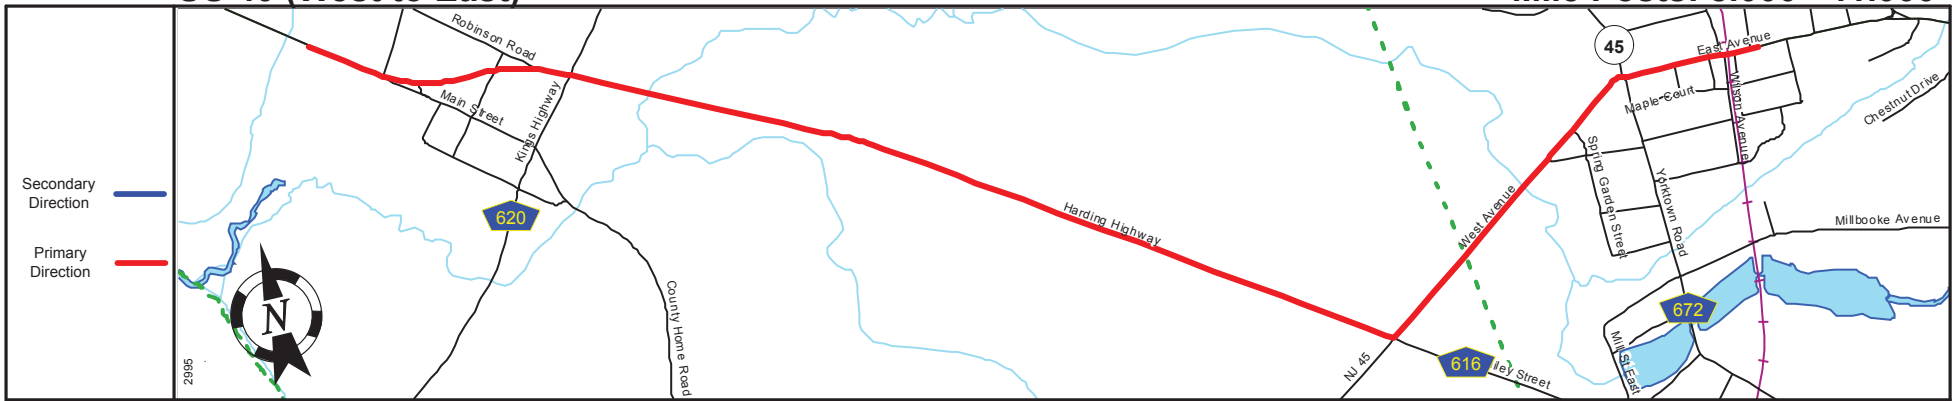 Secondary
Direction
Primary
Direction
Robinson Road
Main Street
Kings Highway
620
County Home Road
N
2995
Harding Highway
West Avenue
NJ 45
616
45
East Avenue
Maple Court
Wilson Avenue
Spring Garden Street
Yorktown Road
Chestnut Drive
Millbooke Avenue
672
Mill St East
Street